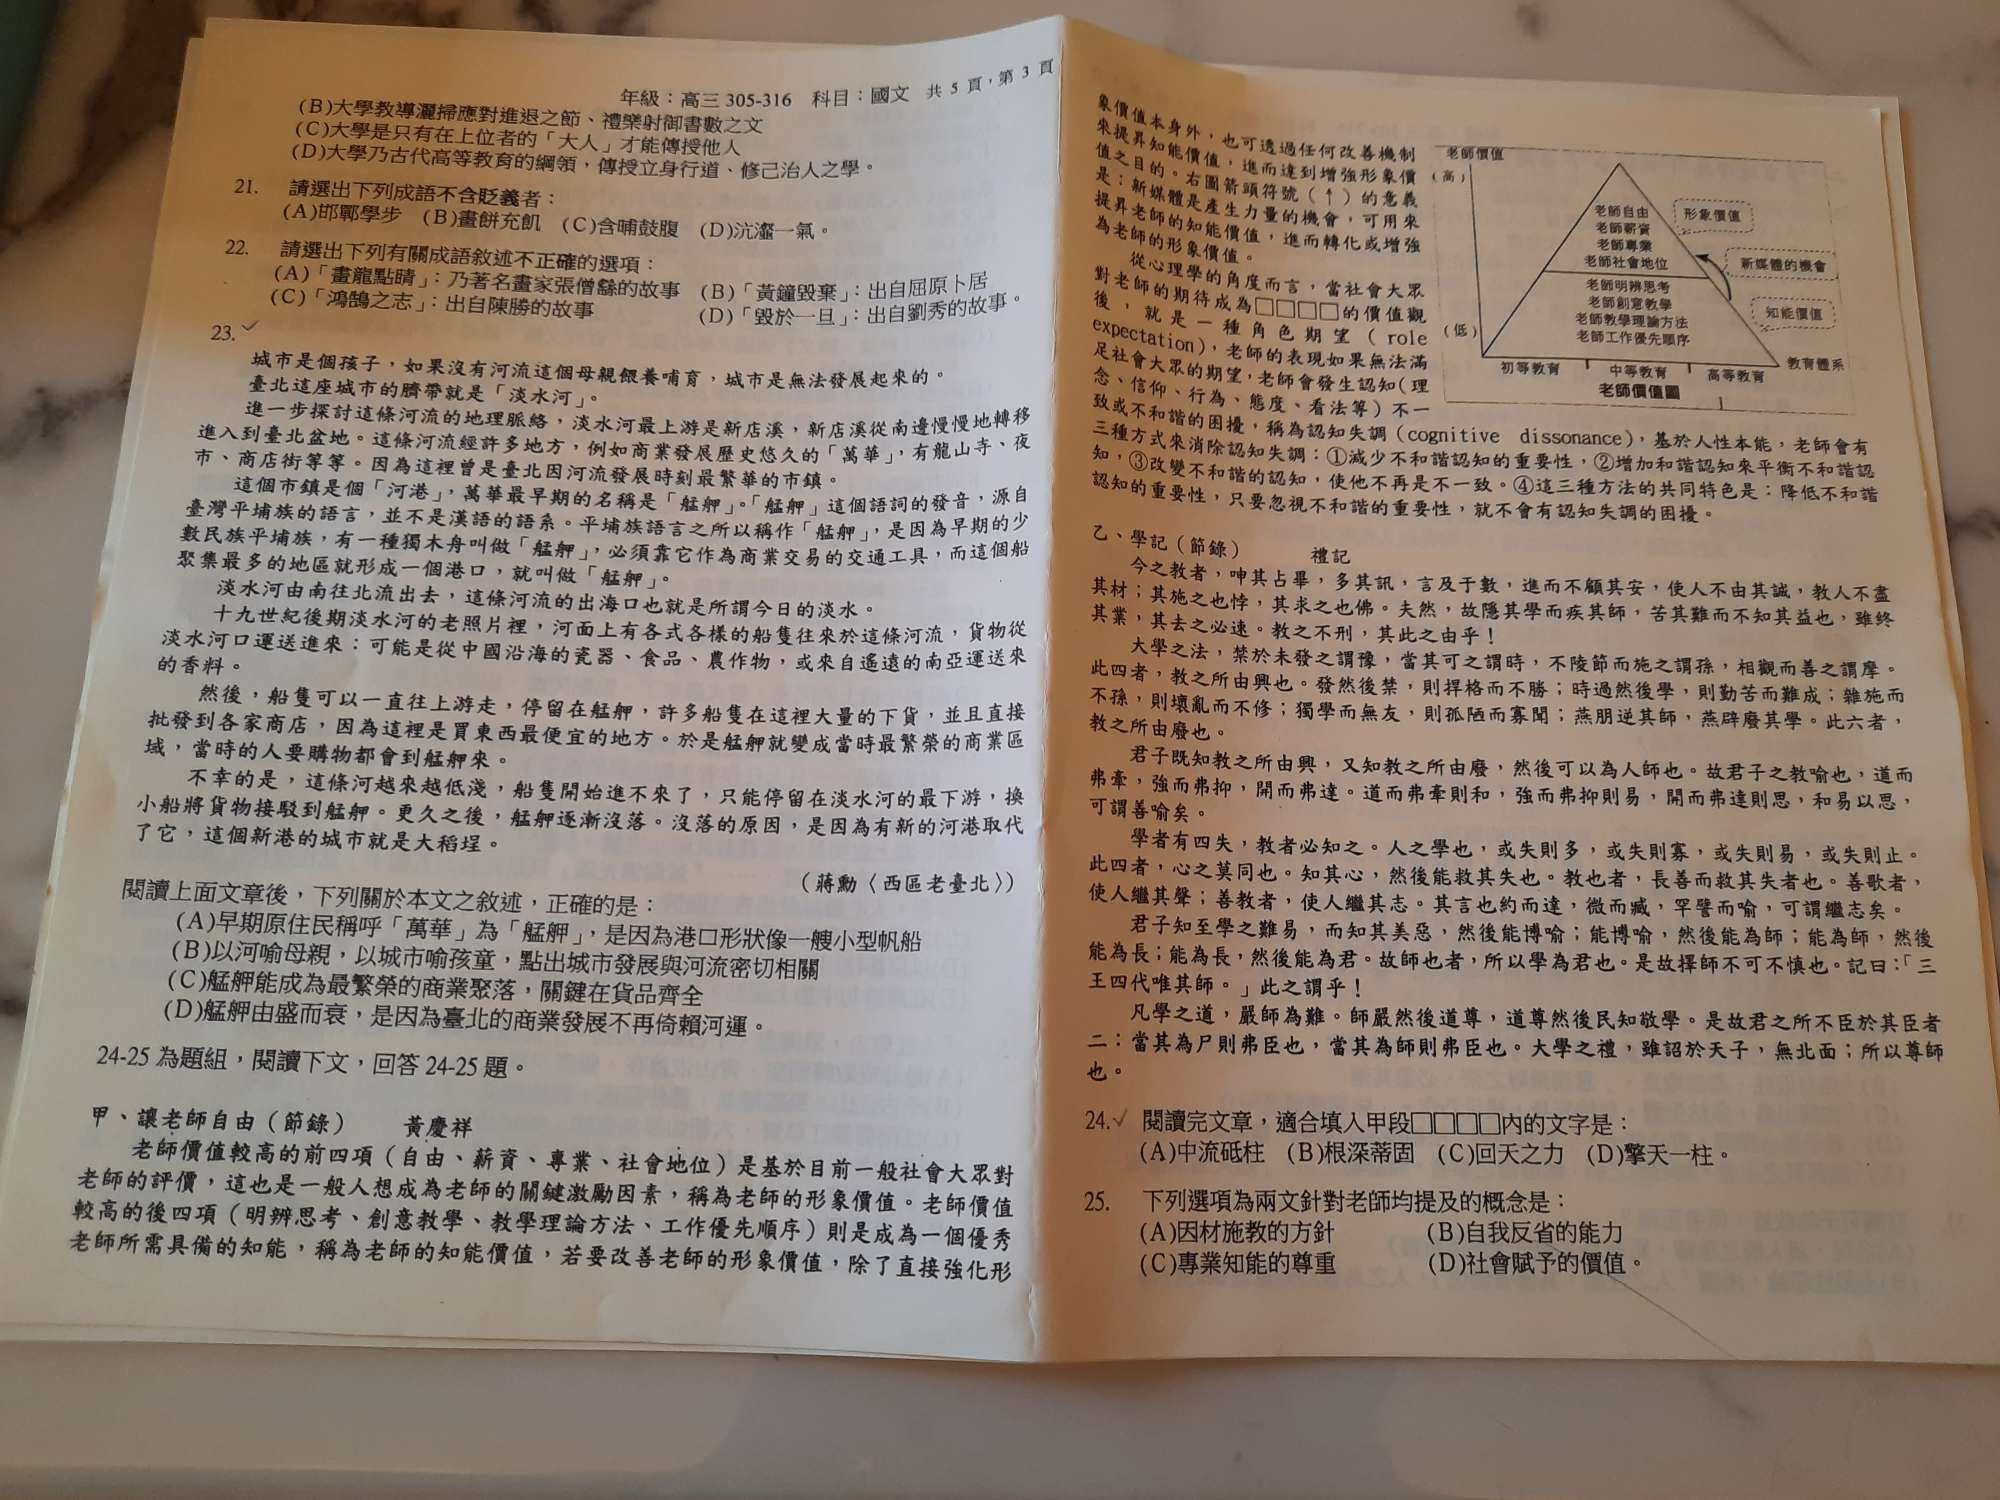 年級：高三 305-316　科目：國文　共 5 頁，第 3 頁
(B)大學教導灑掃應對進退之節、禮樂射御書數之文
(C)大學是只有在上位者的「大人」才能傳授他人
(D)大學乃古代高等教育的綱領，傳授立身行道、修己治人之學。
21.　請選出下列成語不含貶義者：
(A)邯鄲學步　(B)畫餅充飢　(C)含哺鼓腹　(D)沆瀣一氣。
22.　請選出下列有關成語敘述不正確的選項：
(A)「畫龍點睛」：乃著名畫家張僧繇的故事　(B)「黃鐘毀棄」：出自屈原卜居
(C)「鴻鵠之志」：出自陳勝的故事　(D)「毀於一旦」：出自劉秀的故事。
23.
城市是個孩子，如果沒有河流這個母親餵養哺育，城市是無法發展起來的。
臺北這座城市的臍帶就是「淡水河」。
進一步探討這條河流的地理脈絡，淡水河最上游是新店溪，新店溪從南邊慢慢地轉移
進入到臺北盆地。這條河流經許多地方，例如商業發展歷史悠久的「萬華」，有龍山寺、夜
市、商店街等等。因為這裡曾是臺北因河流發展時刻最繁華的市鎮。
這個市鎮是個「河港」，萬華最早期的名稱是「艋舺」。「艋舺」這個語詞的發音，源自
臺灣平埔族的語言，並不是漢語的語系。平埔族語言之所以稱作「艋舺」，是因為早期的少
數民族平埔族，有一種獨木舟叫做「艋舺」，必須靠它作為商業交易的交通工具，而這個船
聚集最多的地區就形成一個港口，就叫做「艋舺」。
淡水河由南往北流出去，這條河流的出海口也就是所謂今日的淡水。
十九世紀後期淡水河的老照片裡，河面上有各式各樣的船隻往來於這條河流，貨物從
淡水河口運送進來：可能是從中國沿海的瓷器、食品、農作物，或來自遙遠的南亞運送來
的香料。
然後，船隻可以一直往上游走，停留在艋舺，許多船隻在這裡大量的下貨，並且直接
批發到各家商店，因為這裡是買東西最便宜的地方。於是艋舺就變成當時最繁榮的商業區
域，當時的人要購物都會到艋舺來。
不幸的是，這條河越來越低淺，船隻開始進不來了，只能停留在淡水河的最下游，換
小船將貨物接駁到艋舺。更久之後，艋舺逐漸沒落。沒落的原因，是因為有新的河港取代
了它，這個新港的城市就是大稻埕。
（蔣勳〈西區老臺北〉）
閱讀上面文章後，下列關於本文之敘述，正確的是：
(A)早期原住民稱呼「萬華」為「艋舺」，是因為港口形狀像一艘小型帆船
(B)以河喻母親，以城市喻孩童，點出城市發展與河流密切相關
(C)艋舺能成為最繁榮的商業聚落，關鍵在貨品齊全
(D)艋舺由盛而衰，是因為臺北的商業發展不再倚賴河運。
24-25 為題組，閱讀下文，回答 24-25 題。
甲、讓老師自由（節錄）　　黃慶祥
老師價值較高的前四項（自由、薪資、專業、社會地位）是基於目前一般社會大眾對
老師的評價，這也是一般人想成為老師的關鍵激勵因素，稱為老師的形象價值。老師價值
較高的後四項（明辨思考、創意教學、教學理論方法、工作優先順序）則是成為一個優秀
老師所需具備的知能，稱為老師的知能價值，若要改善老師的形象價值，除了直接強化形
象價值本身外，也可透過任何改善機制
來提昇知能價值，進而達到增強形象價
值之目的。右圖箭頭符號（↑）的意義
是：新媒體是產生力量的機會，可用來
提昇老師的知能價值，進而轉化或增強
為老師的形象價值。
從心理學的角度而言，當社會大眾
對老師的期待成為□□□□的價值觀
後，就是一種角色期望（role
expectation），老師的表現如果無法滿
足社會大眾的期望，老師會發生認知（理
念、信仰、行為、態度、看法等）不一
致或不和諧的困擾，稱為認知失調（cognitive dissonance），基於人性本能，老師會有
三種方式來消除認知失調：①減少不和諧認知的重要性，②增加和諧認知來平衡不和諧認
知，③改變不和諧的認知，使他不再是不一致。④這三種方法的共同特色是：降低不和諧
認知的重要性，只要忽視不和諧的重要性，就不會有認知失調的困擾。
老師價值
（高）
老師自由
老師薪資
老師專業
老師社會地位
形象價值
新媒體的機會
老師明辨思考
老師創意教學
老師教學理論方法
老師工作優先順序
知能價值
（低）
初等教育　中等教育　高等教育　教育體系
老師價值圖
乙、學記（節錄）　　禮記
今之教者，呻其占畢，多其訊，言及于數，進而不顧其安，使人不由其誠，教人不盡
其材；其施之也悖，其求之也佛。夫然，故隱其學而疾其師，苦其難而不知其益也，雖終
其業，其去之必速。教之不刑，其此之由乎！
大學之法，禁於未發之謂豫，當其可之謂時，不陵節而施之謂孫，相觀而善之謂摩。
此四者，教之所由興也。發然後禁，則捍格而不勝；時過然後學，則勤苦而難成；雜施而
不孫，則壞亂而不修；獨學而無友，則孤陋而寡聞；燕朋逆其師，燕辟廢其學。此六者，
教之所由廢也。
君子既知教之所由興，又知教之所由廢，然後可以為人師也。故君子之教喻也，道而
弗牽，強而弗抑，開而弗達。道而弗牽則和，強而弗抑則易，開而弗達則思，和易以思，
可謂善喻矣。
學者有四失，教者必知之。人之學也，或失則多，或失則寡，或失則易，或失則止。
此四者，心之莫同也。知其心，然後能救其失也。教也者，長善而救其失者也。善歌者，
使人繼其聲；善教者，使人繼其志。其言也約而達，微而臧，罕譬而喻，可謂繼志矣。
君子知至學之難易，而知其美惡，然後能博喻；能博喻，然後能為師；能為師，然後
能為長；能為長，然後能為君。故師也者，所以學為君也。是故擇師不可不慎也。記曰：「三
王四代唯其師。」此之謂乎！
凡學之道，嚴師為難。師嚴然後道尊，道尊然後民知敬學。是故君之所不臣於其臣者
二：當其為尸則弗臣也，當其為師則弗臣也。大學之禮，雖詔於天子，無北面；所以尊師
也。
24.　閱讀完文章，適合填入甲段□□□□內的文字是：
(A)中流砥柱　(B)根深蒂固　(C)回天之力　(D)擎天一柱。
25.　下列選項為兩文針對老師均提及的概念是：
(A)因材施教的方針　(B)自我反省的能力
(C)專業知能的尊重　(D)社會賦予的價值。